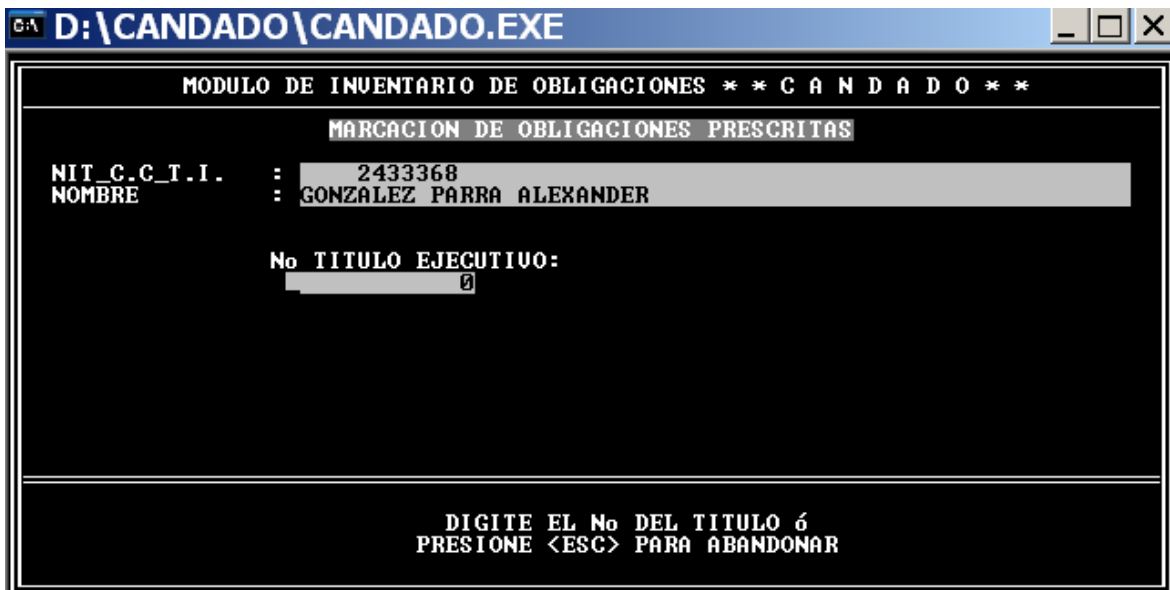 D:\CANDADO\CANDADO.EXE
MODULO DE INVENTARIO DE OBLIGACIONES * * C A N D A D O * *
MARCACION DE OBLIGACIONES PRESCRITAS
NIT_C.C_T.I. : 2433368
NOMBRE : GONZALEZ PARRA ALEXANDER
No TITULO EJECUTIVO:
0
DIGITE EL No DEL TITULO ó
PRESIONE <ESC> PARA ABANDONAR